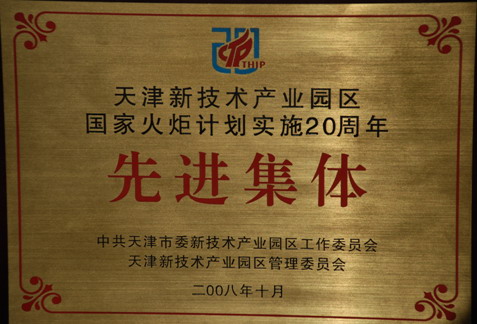 THIP
天津新技术产业园区
国家火炬计划实施20周年
先进集体
中共天津市委新技术产业园区工作委员会
天津新技术产业园区管理委员会
二00八年十月